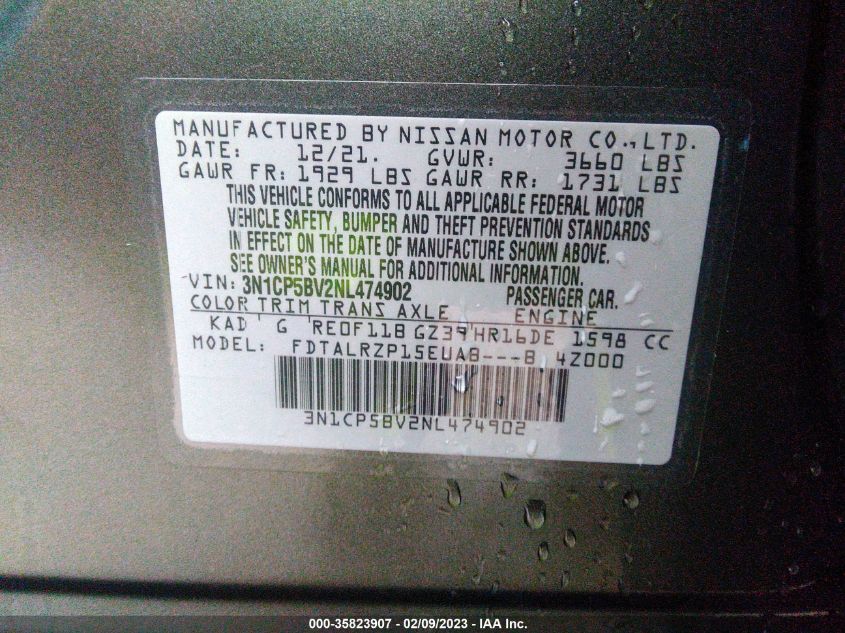 MANUFACTURED BY NISSAN MOTOR CO.,LTD.
DATE: 12/21. GVWR: 3660 LBS
GAWR FR: 1929 LBS GAWR RR: 1731 LBS
THIS VEHICLE CONFORMS TO ALL APPLICABLE FEDERAL MOTOR
VEHICLE SAFETY, BUMPER AND THEFT PREVENTION STANDARDS
IN EFFECT ON THE DATE OF MANUFACTURE SHOWN ABOVE.
SEE OWNER'S MANUAL FOR ADDITIONAL INFORMATION.
VIN: 3N1CP5BV2NL474902 PASSENGER CAR.
COLOR TRIM TRANS AXLE ENGINE
KAD G RE0F11B GZ39 HR16DE 1598 CC
MODEL: FDTALRZP15EUA8---B 4Z000
3N1CP5BV2NL474902
000-35823907 - 02/09/2023 - IAA Inc.